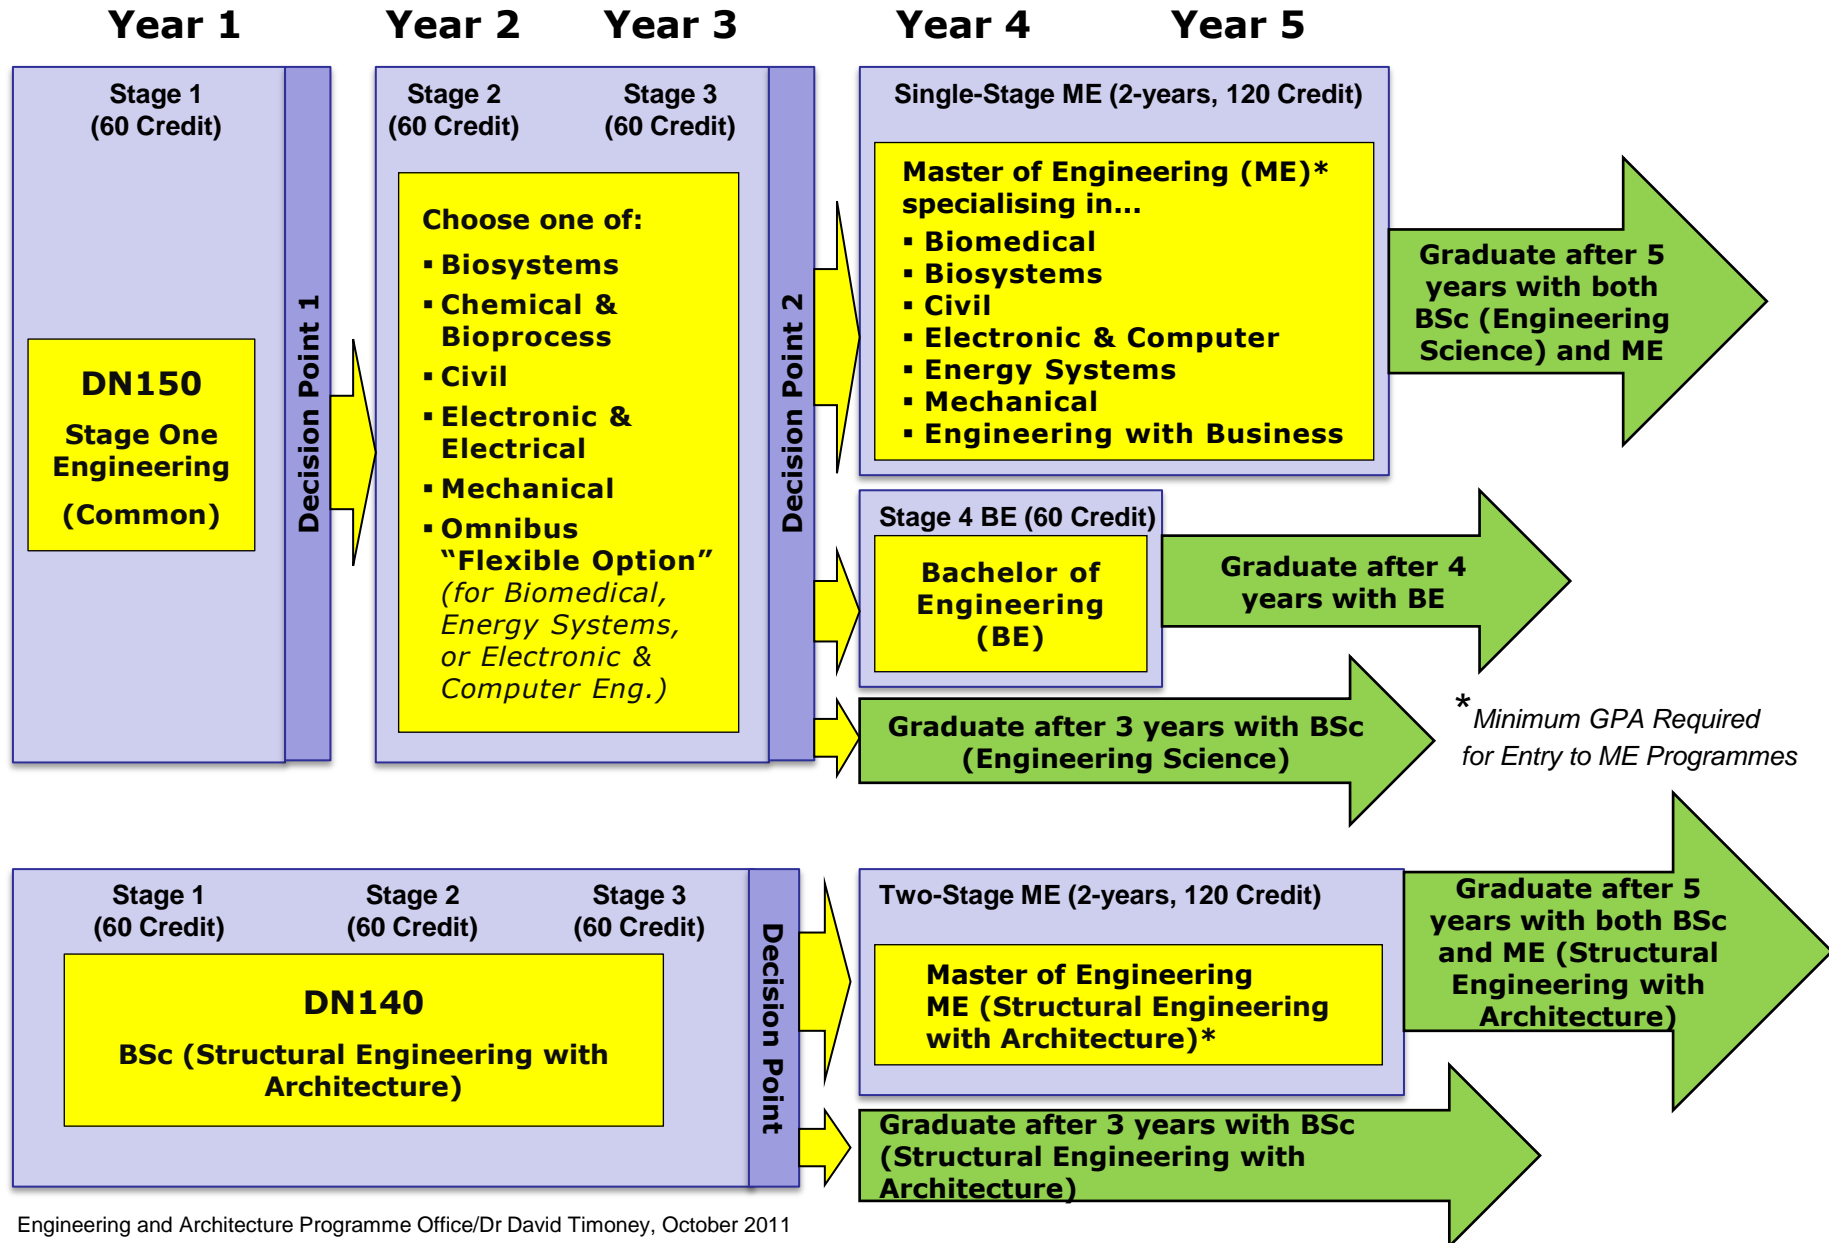 Year 1
Year 2
Year 3
Year 4
Year 5
Stage 1
(60 Credit)
DN150
Stage One
Engineering
(Common)
Decision Point 1
Stage 2
(60 Credit)
Stage 3
(60 Credit)
Choose one of:
▪ Biosystems
▪ Chemical &
Bioprocess
▪ Civil
▪ Electronic &
Electrical
▪ Mechanical
▪ Omnibus
“Flexible Option”
(for Biomedical,
Energy Systems,
or Electronic &
Computer Eng.)
Decision Point 2
Single-Stage ME (2-years, 120 Credit)
Master of Engineering (ME)*
specialising in...
▪ Biomedical
▪ Biosystems
▪ Civil
▪ Electronic & Computer
▪ Energy Systems
▪ Mechanical
▪ Engineering with Business
Graduate after 5
years with both
BSc (Engineering
Science) and ME
Stage 4 BE (60 Credit)
Bachelor of
Engineering
(BE)
Graduate after 4
years with BE
Graduate after 3 years with BSc
(Engineering Science)
*Minimum GPA Required
for Entry to ME Programmes
Stage 1
(60 Credit)
Stage 2
(60 Credit)
Stage 3
(60 Credit)
DN140
BSc (Structural Engineering with
Architecture)
Decision Point
Two-Stage ME (2-years, 120 Credit)
Master of Engineering
ME (Structural Engineering
with Architecture)*
Graduate after 5
years with both BSc
and ME (Structural
Engineering with
Architecture)
Graduate after 3 years with BSc
(Structural Engineering with
Architecture)
Engineering and Architecture Programme Office/Dr David Timoney, October 2011